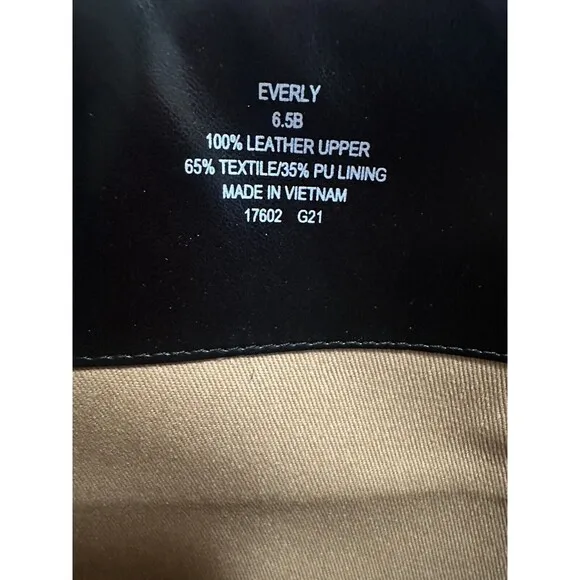 EVERLY
6.5B
100% LEATHER UPPER
65% TEXTILE/35% PU LINING
MADE IN VIETNAM
17602 G21